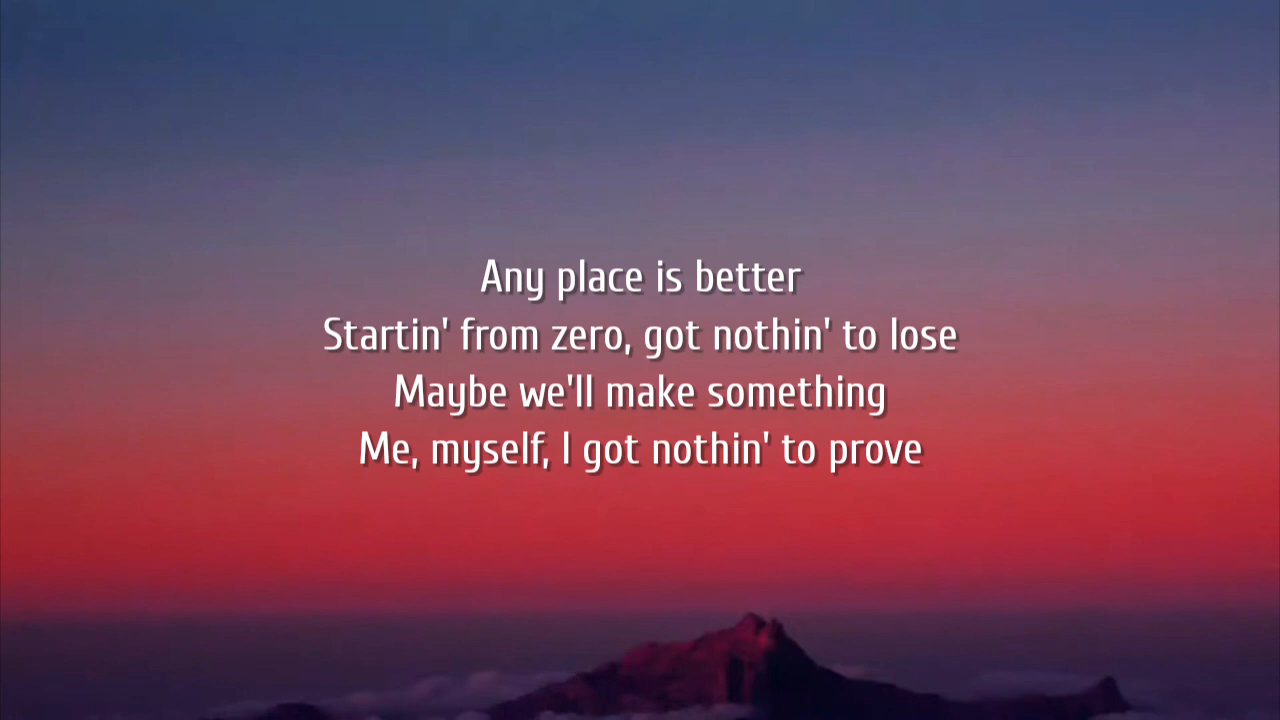 Any place is better
Startin' from zero, got nothin' to lose
Maybe we'll make something
Me, myself, I got nothin' to prove